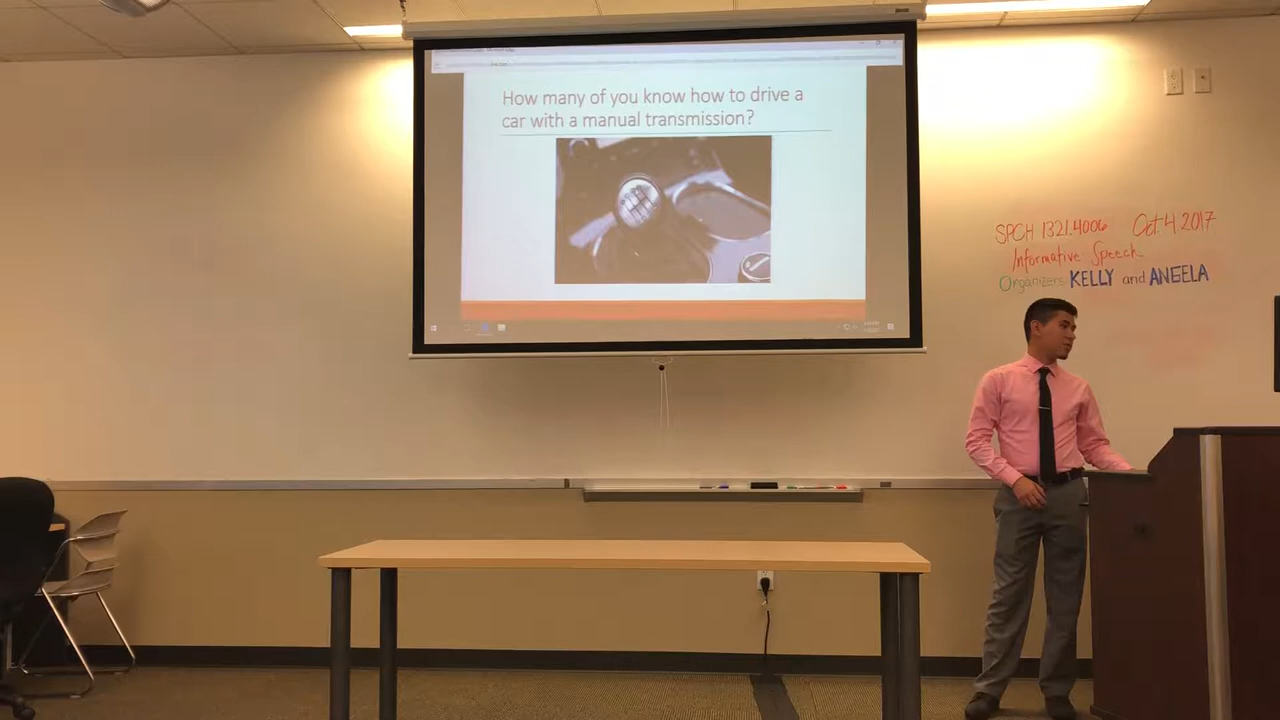 How many of you know how to drive a
car with a manual transmission?
SPCH 1321.4006 Oct. 4 2017
Informative Speech
Organizers KELLY and ANGELA